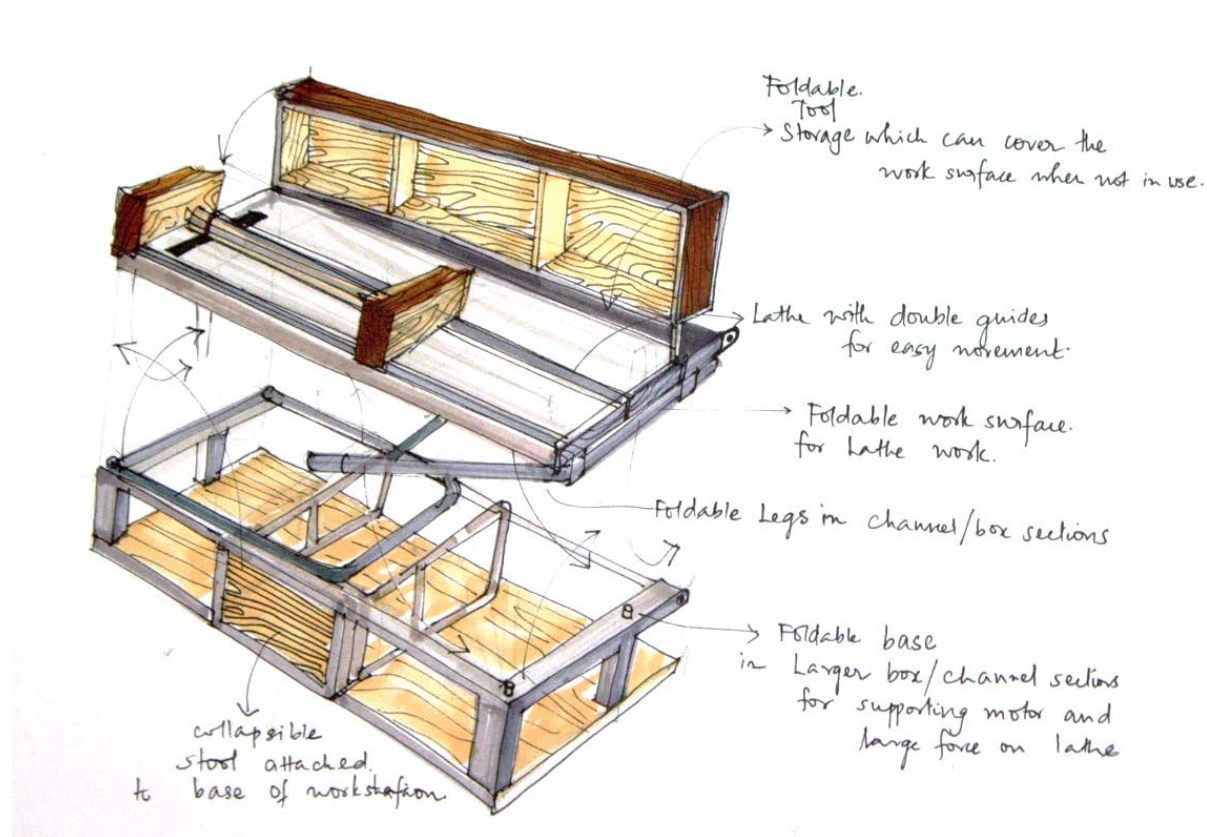 Foldable.
Tool
Storage which can cover the
work surface when not in use.
Lathe with double guides
for easy movement.
Foldable work surface.
for Lathe work.
Foldable Legs in channel/box sections
Foldable base
in Larger box/channel sections
for supporting motor and
large force on lathe
collapsible
stool attached.
to base of workstation.